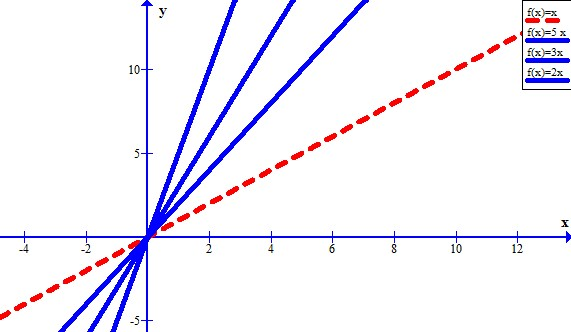 y
f(x)=x
f(x)=5 x
f(x)=3x
f(x)=2x
10
5
x
-4 -2 2 4 6 8 10 12
-5